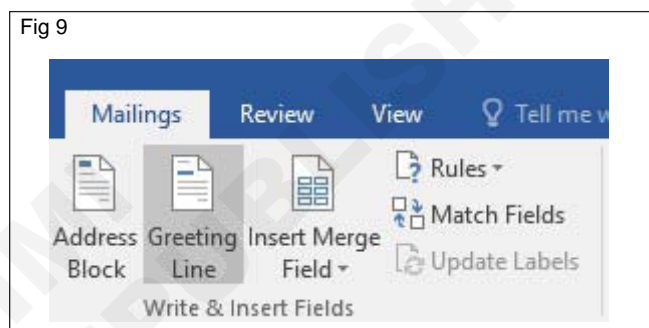 Fig 9
Mailings Review View Tell me
Address Block
Greeting Line
Insert Merge Field
Rules
Match Fields
Update Labels
Write & Insert Fields